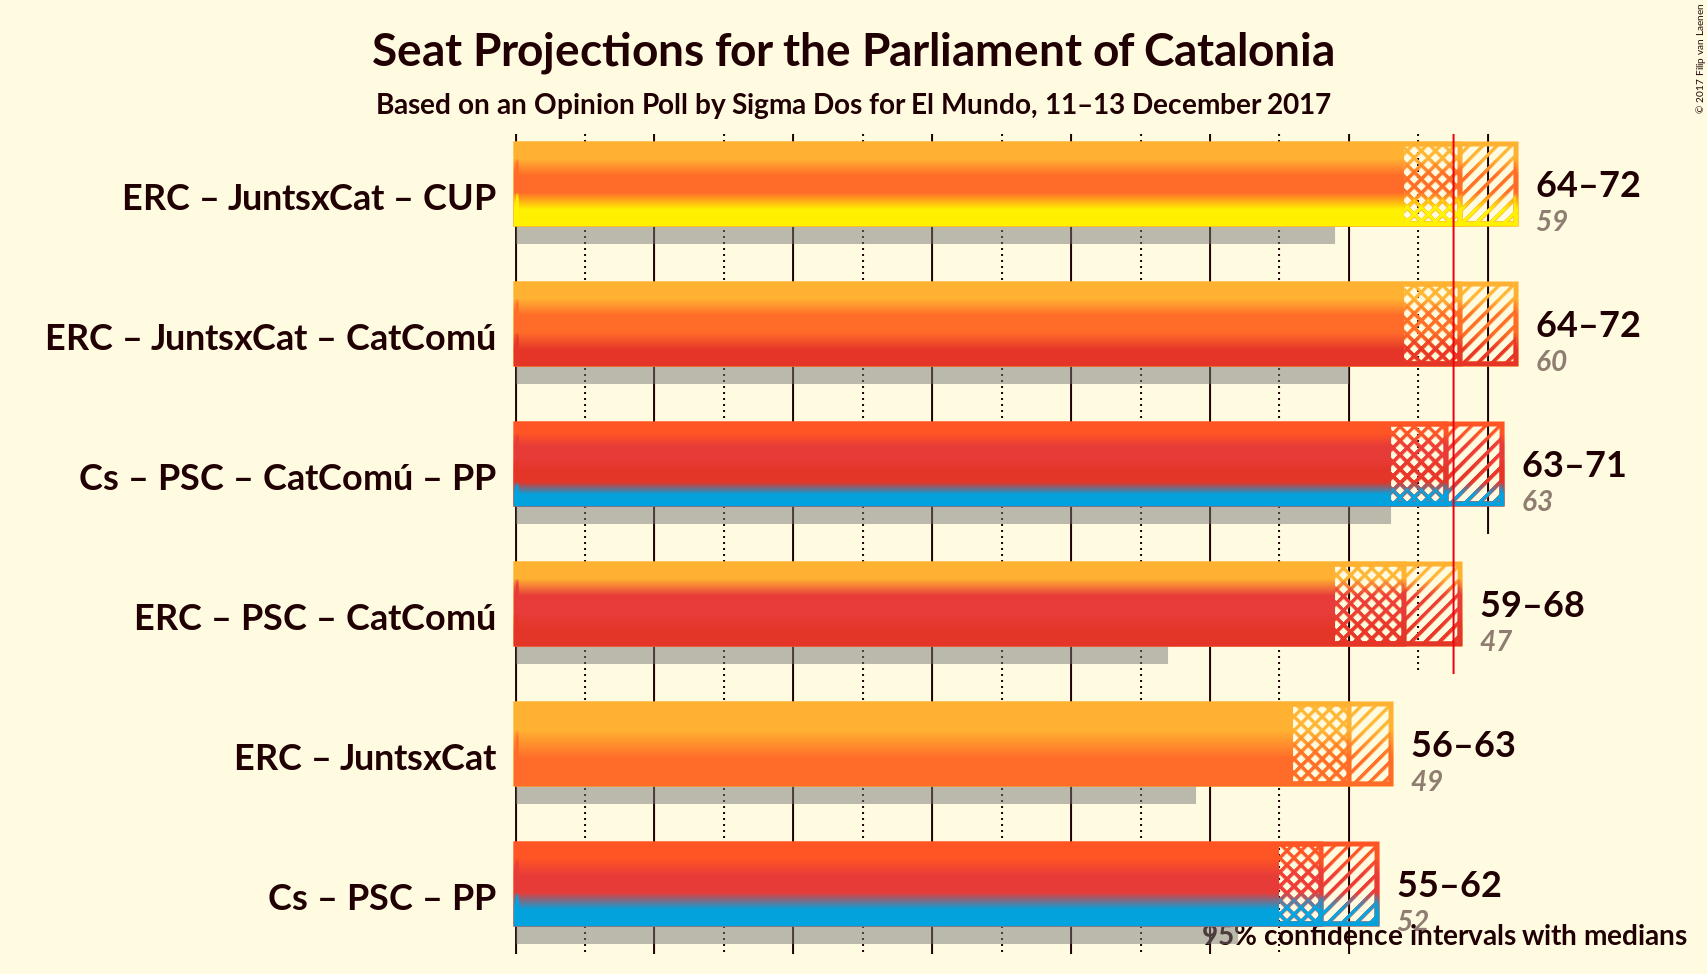 Seat Projections for the Parliament of Catalonia
Based on an Opinion Poll by Sigma Dos for El Mundo, 11–13 December 2017
© 2017 Filip van Laenen
ERC – JuntsxCat – CUP
64–72
59
ERC – JuntsxCat – CatComú
64–72
60
Cs – PSC – CatComú – PP
63–71
63
ERC – PSC – CatComú
59–68
47
ERC – JuntsxCat
56–63
49
Cs – PSC – PP
55–62
52
95% confidence intervals with medians